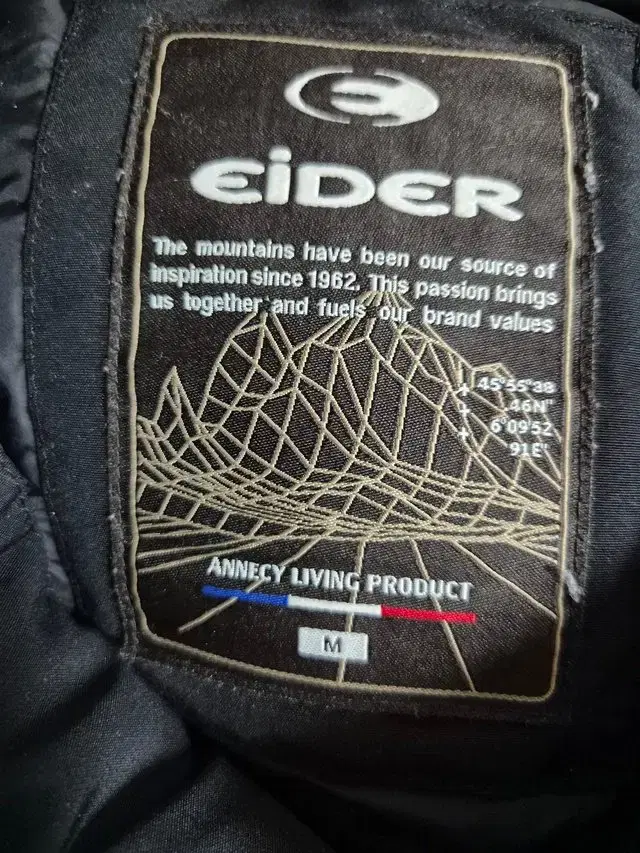 EiDER
The mountains have been our source of
inspiration since 1962. This passion brings
us together and fuels our brand values
45°55'38
.46N"
6°09'52
91E"
ANNECY LIVING PRODUCT
M